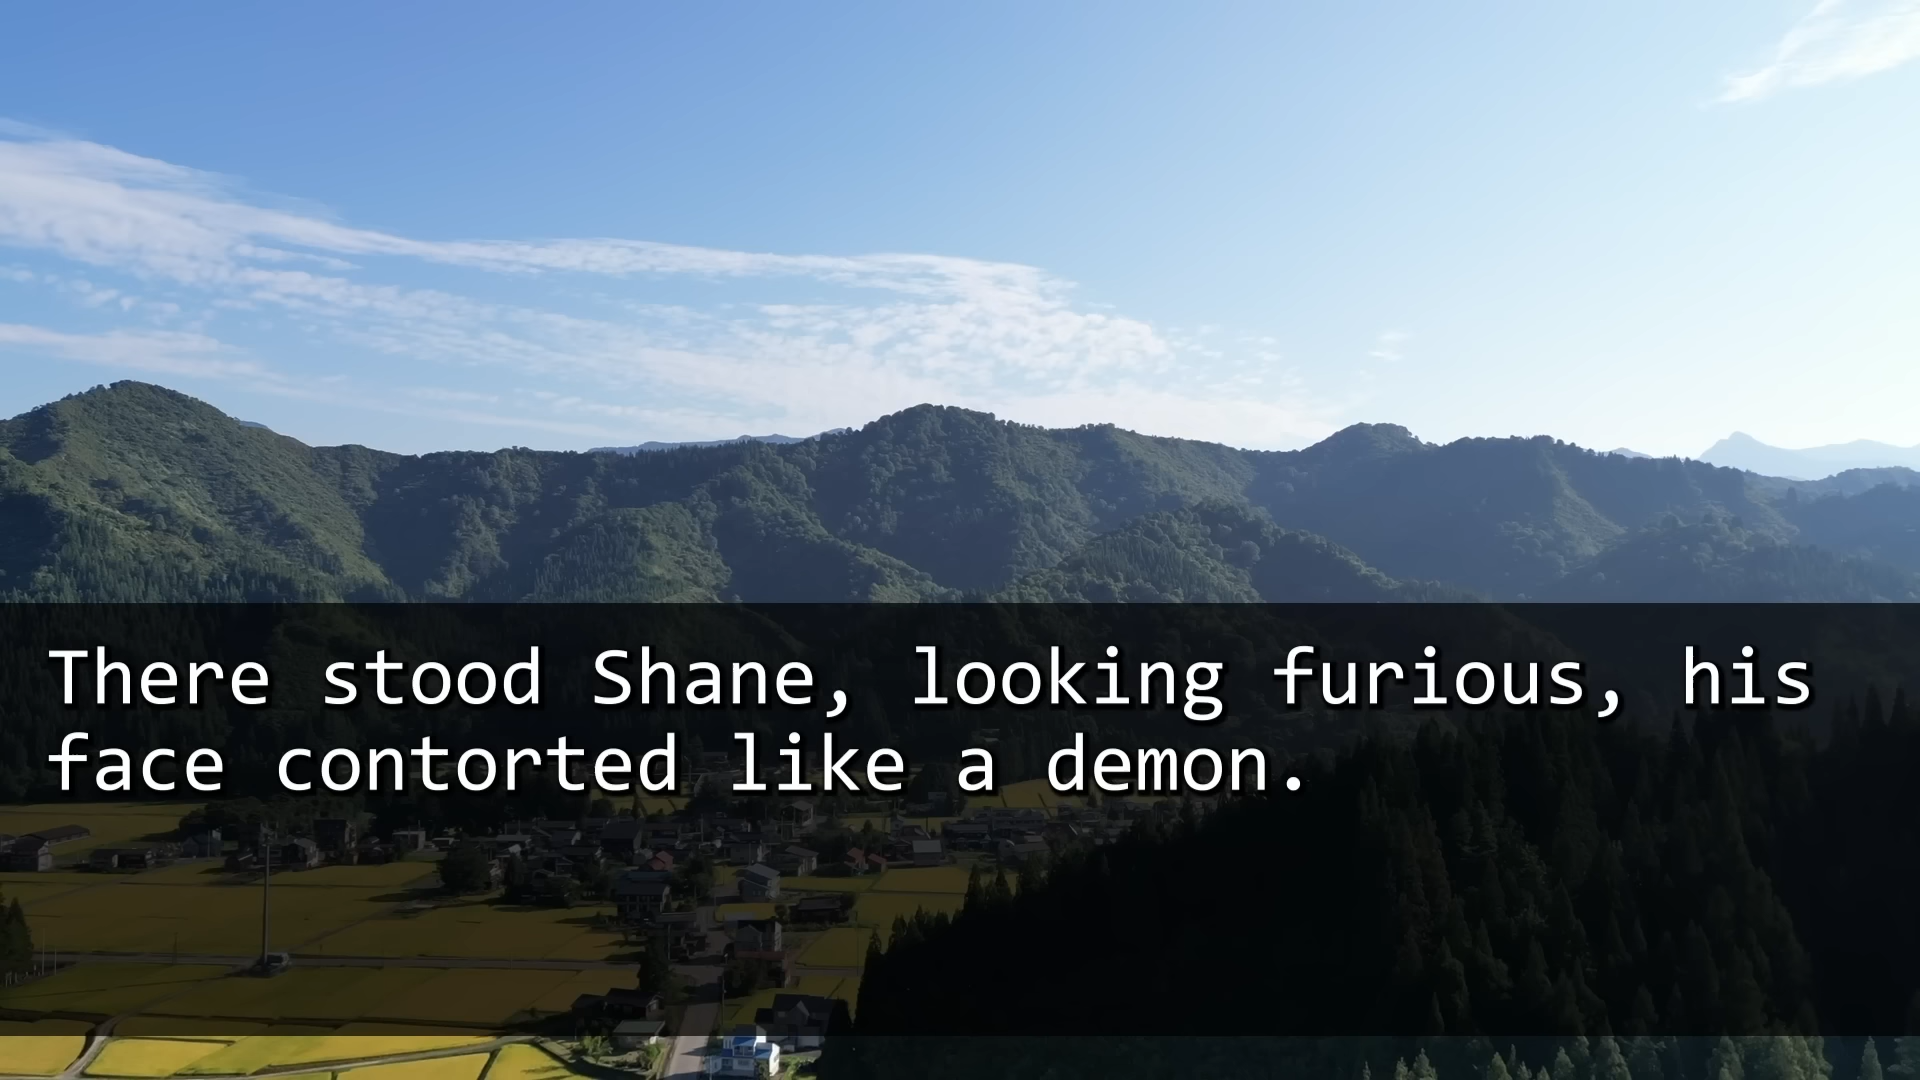 There stood Shane, looking furious, his
face contorted like a demon.